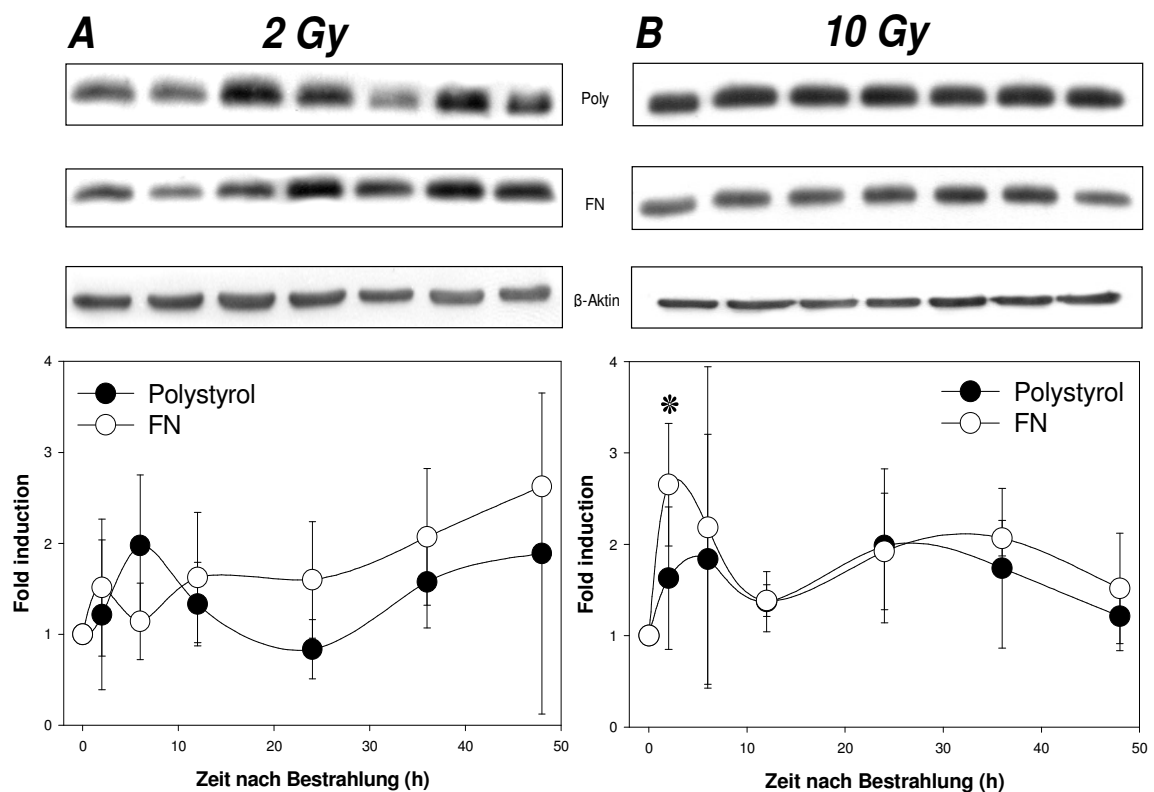 A 2 Gy
B 10 Gy
Poly
FN
β-Aktin
4
3
2
1
0
Fold induction
Polystyrol
FN
0 10 20 30 40 50
Zeit nach Bestrahlung (h)
4
3
2
1
0
Fold induction
*
Polystyrol
FN
0 10 20 30 40 50
Zeit nach Bestrahlung (h)